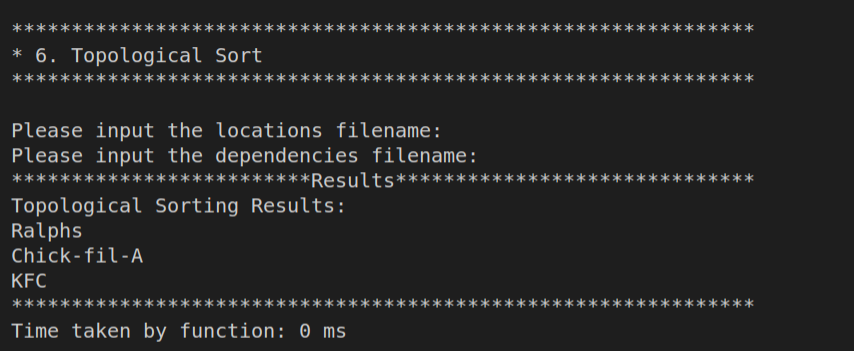 **************************************************************
* 6. Topological Sort
**************************************************************
Please input the locations filename:
Please input the dependencies filename:
*************************Results******************************
Topological Sorting Results:
Ralphs
Chick-fil-A
KFC
**************************************************************
Time taken by function: 0 ms